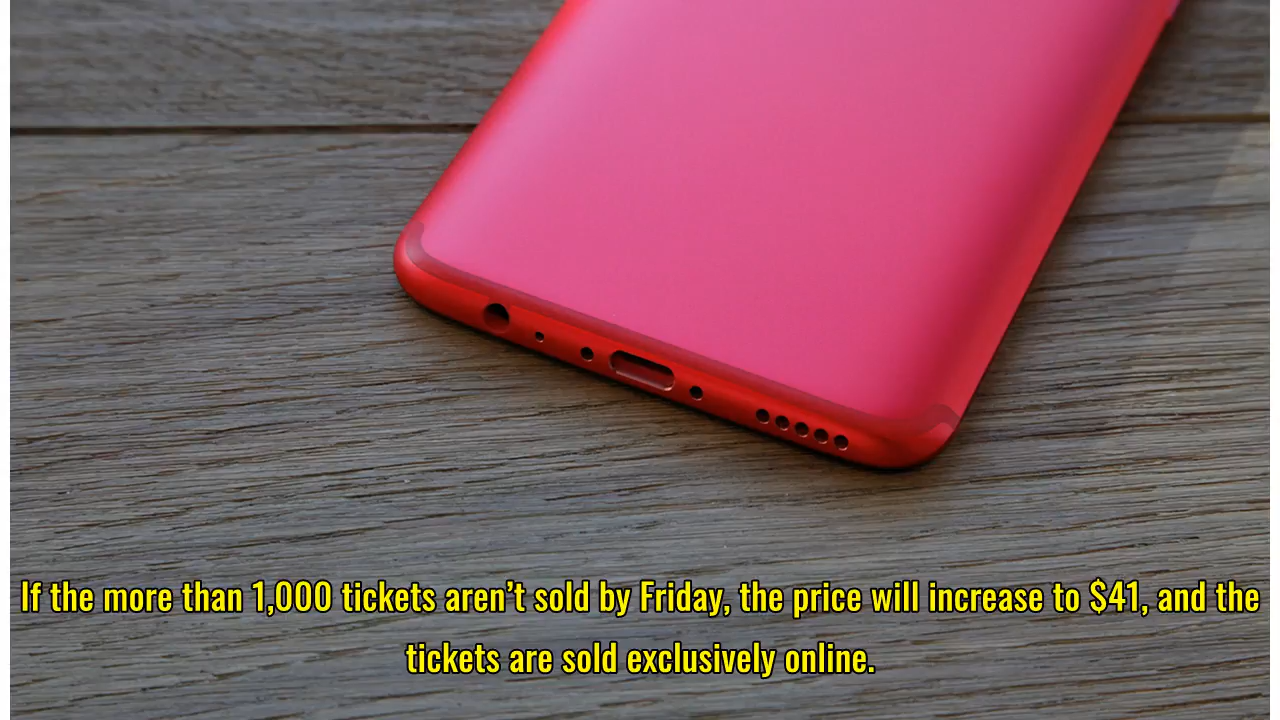 If the more than 1,000 tickets aren’t sold by Friday, the price will increase to $41, and the
tickets are sold exclusively online.